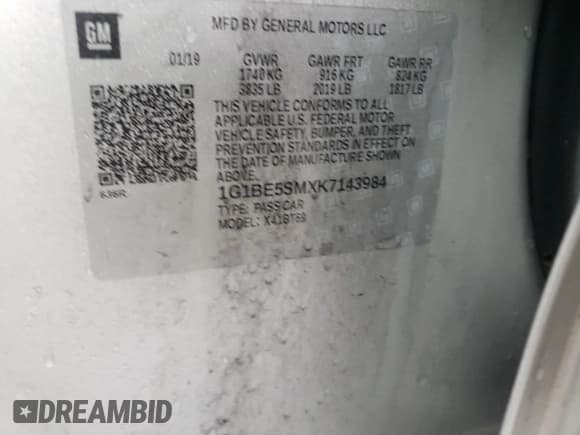 GM
MFD BY GENERAL MOTORS LLC
01/19 GVWR GAWR FRT GAWR RR
1740 KG 916 KG 824 KG
3835 LB 2019 LB 1817 LB
THIS VEHICLE CONFORMS TO ALL
APPLICABLE U.S. FEDERAL MOTOR
VEHICLE SAFETY, BUMPER, AND THEFT
PREVENTION STANDARDS IN EFFECT ON
THE DATE OF MANUFACTURE SHOWN
ABOVE.
1G1BE5SMXK7143984
TYPE: PASS CAR
MODEL: X41BT69
DREAMBID